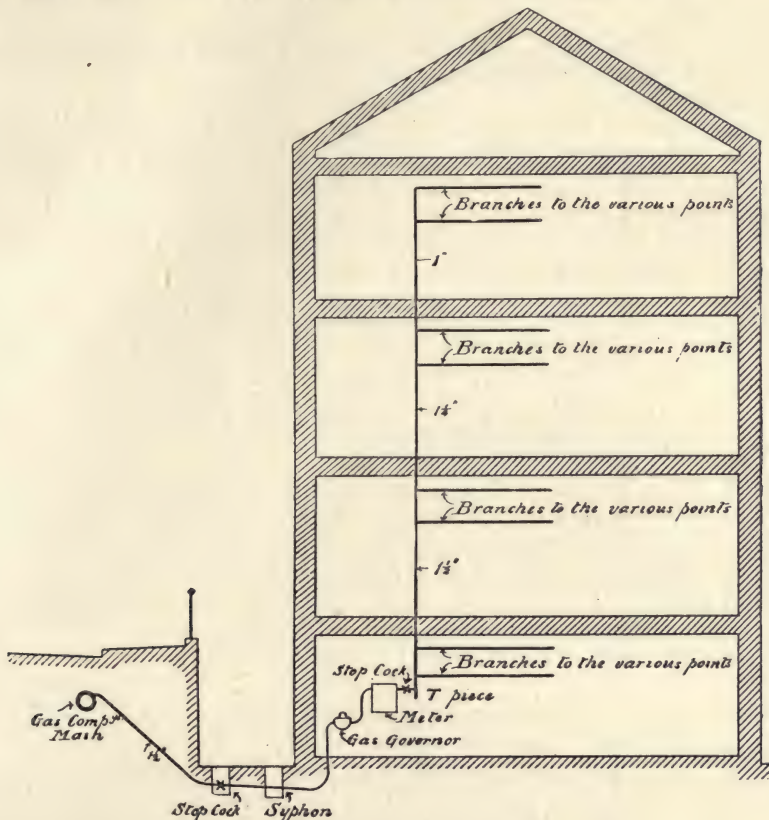 Branches to the various points
1"
Branches to the various points
1¼"
Branches to the various points
1½"
Branches to the various points
Stop Cock
T piece
Meter
Gas Governor
Gas Compys
Main
1½"
Stop Cock
Syphon